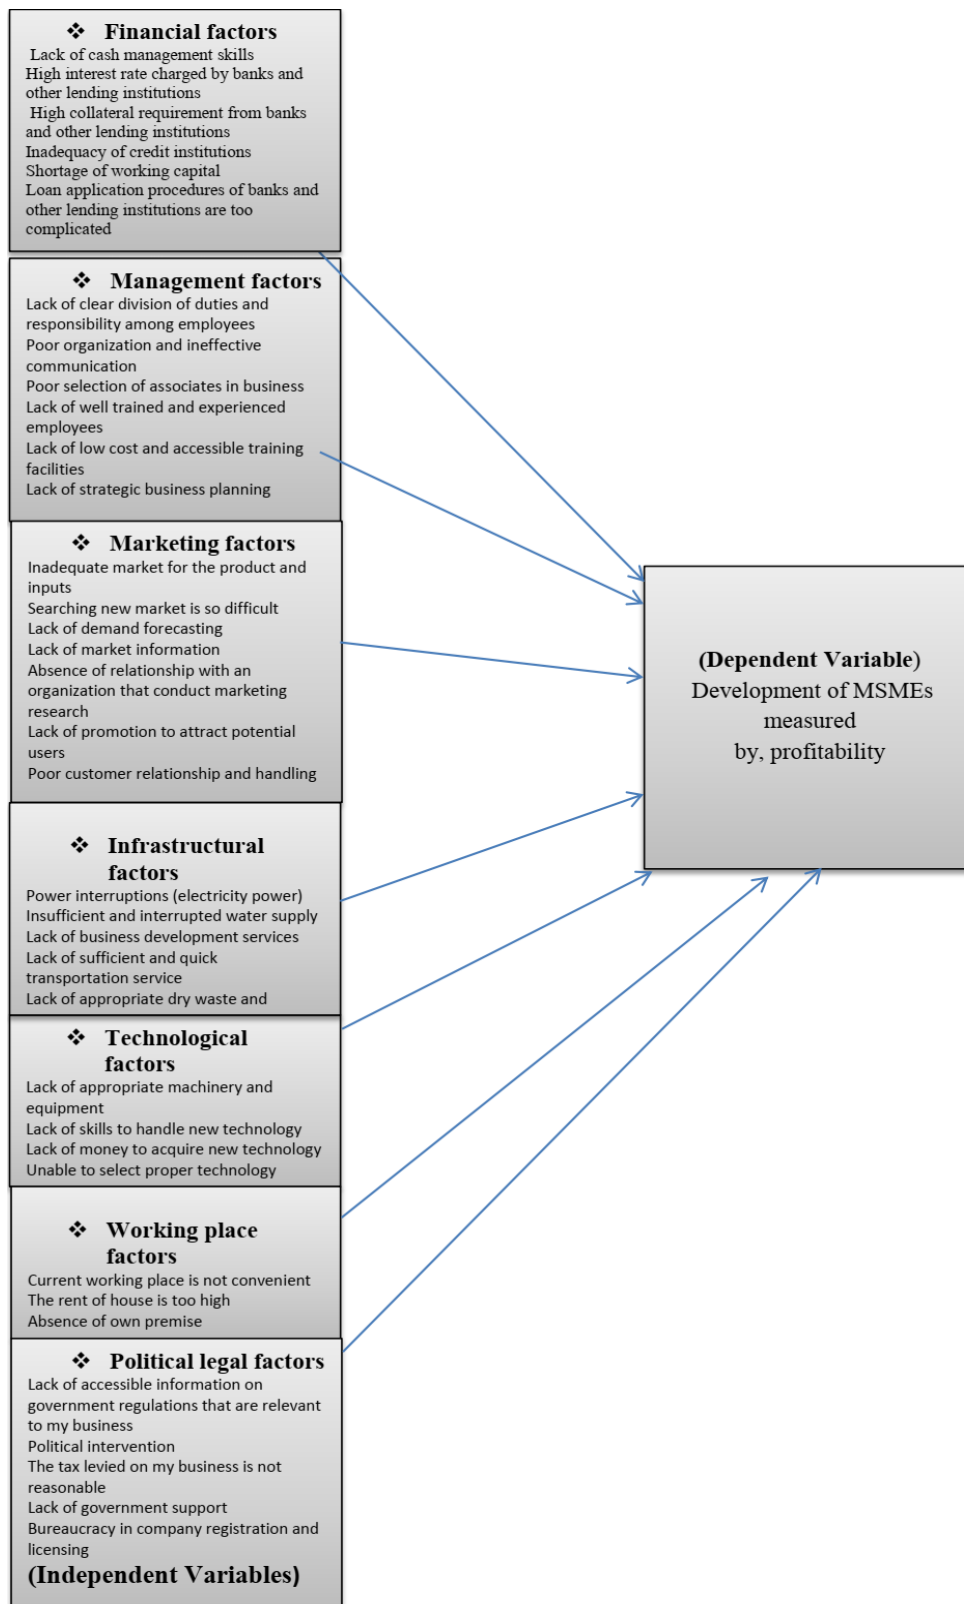 ❖ Financial factors
Lack of cash management skills
High interest rate charged by banks and
other lending institutions
High collateral requirement from banks
and other lending institutions
Inadequacy of credit institutions
Shortage of working capital
Loan application procedures of banks and
other lending institutions are too
complicated
❖ Management factors
Lack of clear division of duties and
responsibility among employees
Poor organization and ineffective
communication
Poor selection of associates in business
Lack of well trained and experienced
employees
Lack of low cost and accessible training
facilities
Lack of strategic business planning
❖ Marketing factors
Inadequate market for the product and
inputs
Searching new market is so difficult
Lack of demand forecasting
Lack of market information
Absence of relationship with an
organization that conduct marketing
research
Lack of promotion to attract potential
users
Poor customer relationship and handling
❖ Infrastructural
factors
Power interruptions (electricity power)
Insufficient and interrupted water supply
Lack of business development services
Lack of sufficient and quick
transportation service
Lack of appropriate dry waste and
❖ Technological
factors
Lack of appropriate machinery and
equipment
Lack of skills to handle new technology
Lack of money to acquire new technology
Unable to select proper technology
❖ Working place
factors
Current working place is not convenient
The rent of house is too high
Absence of own premise
❖ Political legal factors
Lack of accessible information on
government regulations that are relevant
to my business
Political intervention
The tax levied on my business is not
reasonable
Lack of government support
Bureaucracy in company registration and
licensing
(Independent Variables)
(Dependent Variable)
Development of MSMEs
measured
by, profitability